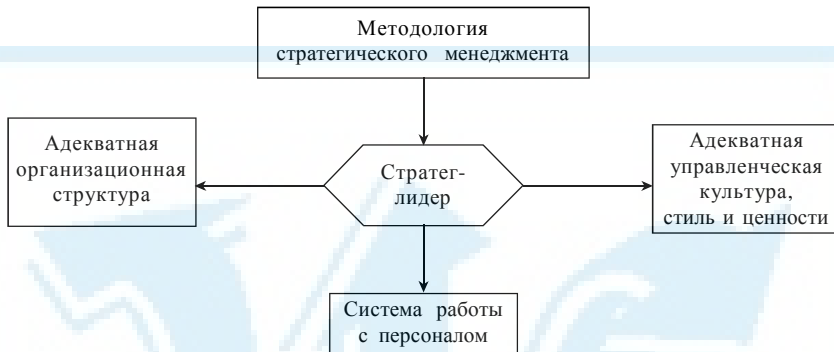 Методология
стратегического менеджмента
Адекватная
организационная
структура
Стратег-
лидер
Адекватная
управленческая
культура,
стиль и ценности
Система работы
с персоналом